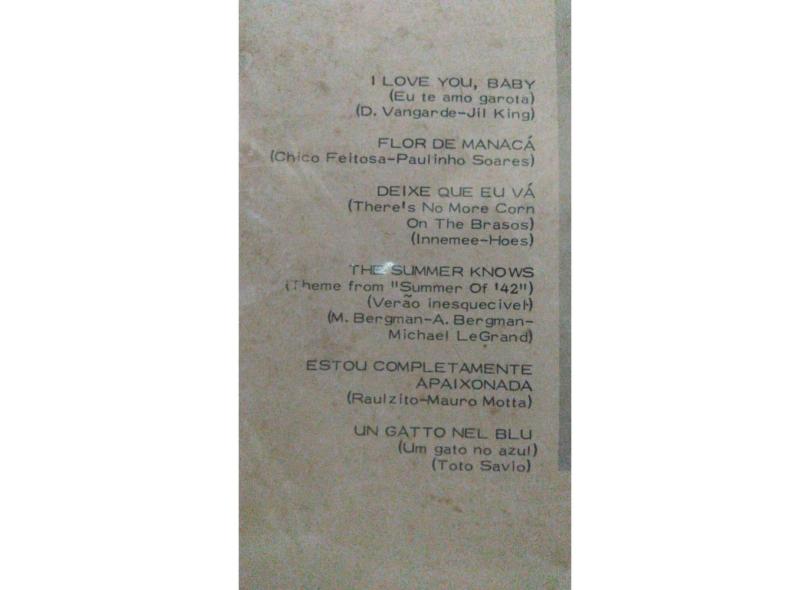 I LOVE YOU, BABY
(Eu te amo garota)
(D. Vangarde-Jil King)
FLOR DE MANACÁ
(Chico Feitosa-Paulinho Soares)
DEIXE QUE EU VÁ
(There's No More Corn
On The Brasos)
(Innemee-Hoes)
THE SUMMER KNOWS
(Theme from "Summer Of '42")
(Verão inesquecivel)
(M. Bergman-A. Bergman-
Michael LeGrand)
ESTOU COMPLETAMENTE
APAIXONADA
(Raulzito-Mauro Motta)
UN GATTO NEL BLU
(Um gato no azul)
(Toto Savio)